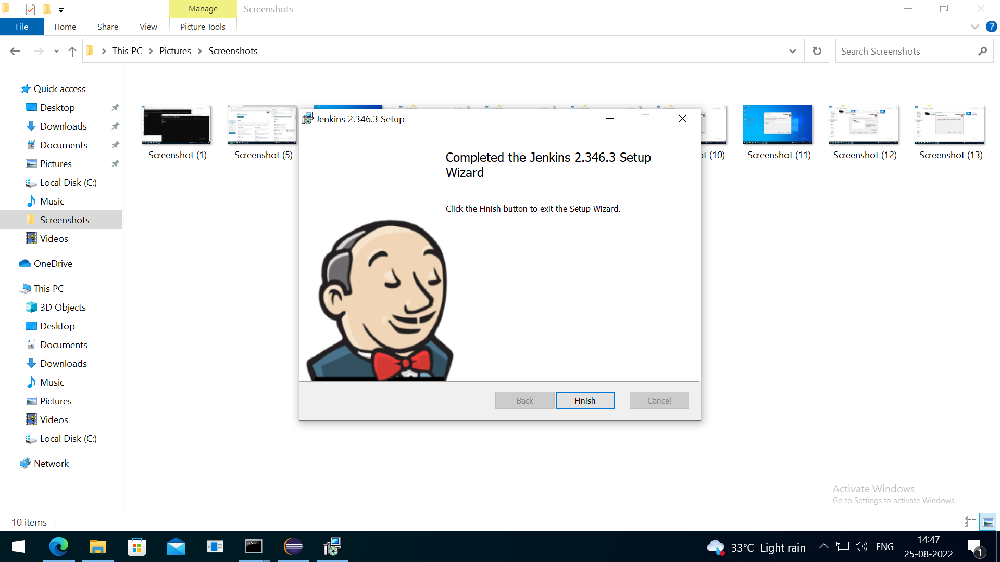 Manage
Screenshots
File
Home
Share
View
Picture Tools
?
This PC
Pictures
Screenshots
Search Screenshots
Quick access
Desktop
Downloads
Documents
Pictures
Local Disk (C:)
Music
Screenshots
Videos
OneDrive
This PC
3D Objects
Desktop
Documents
Downloads
Music
Pictures
Videos
Local Disk (C:)
Network
Screenshot (1)
Screenshot (5)
ot (10)
Screenshot (11)
Screenshot (12)
Screenshot (13)
Jenkins 2.346.3 Setup
Completed the Jenkins 2.346.3 Setup
Wizard
Click the Finish button to exit the Setup Wizard.
Back
Finish
Cancel
Activate Windows
Go to Settings to activate Windows.
10 items
33°C Light rain
ENG
14:47
25-08-2022
1